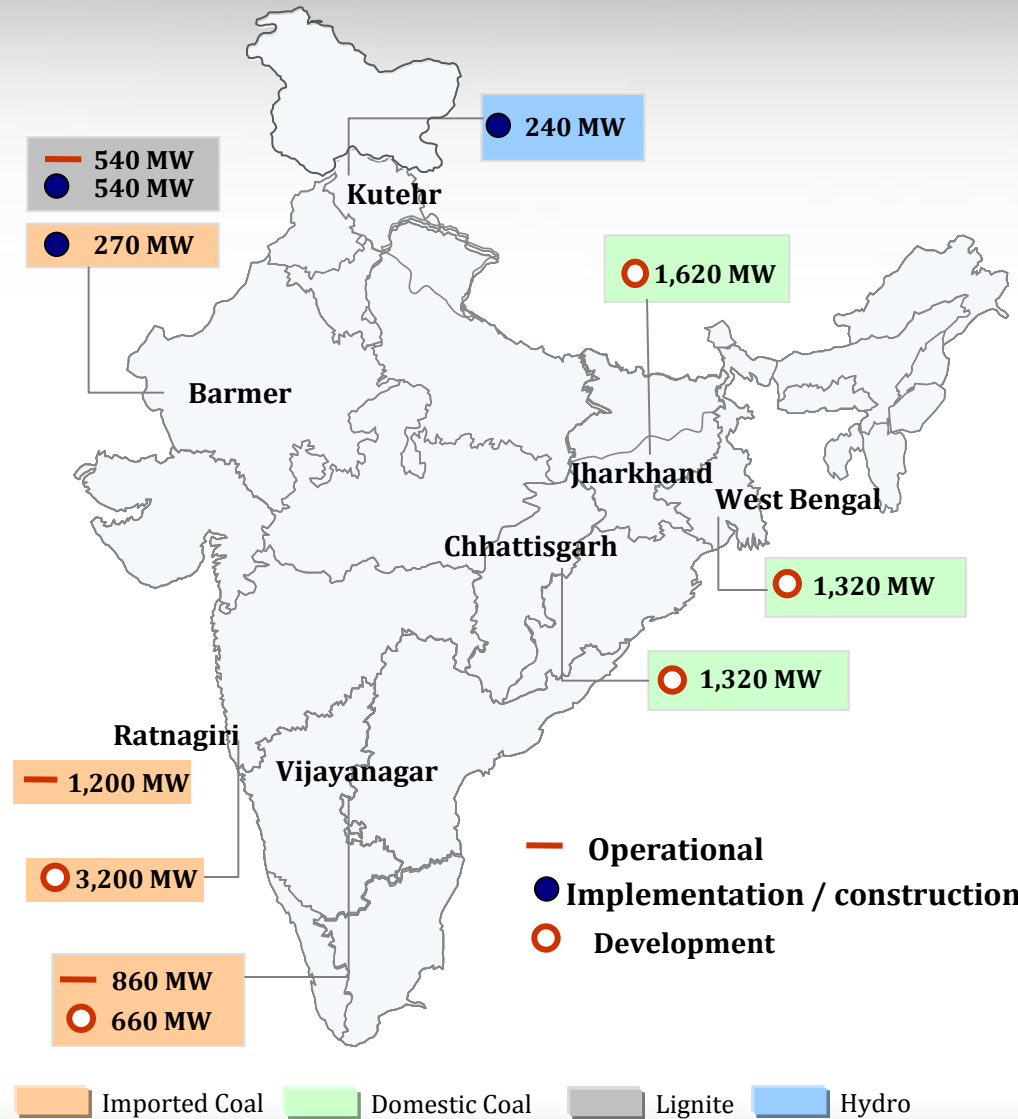 240 MW
540 MW
540 MW
Kutehr
270 MW
1,620 MW
Barmer
Jharkhand
West Bengal
Chhattisgarh
1,320 MW
1,320 MW
Ratnagiri
Vijayanagar
1,200 MW
Operational
3,200 MW
Implementation / construction
Development
860 MW
660 MW
Imported Coal
Domestic Coal
Lignite
Hydro